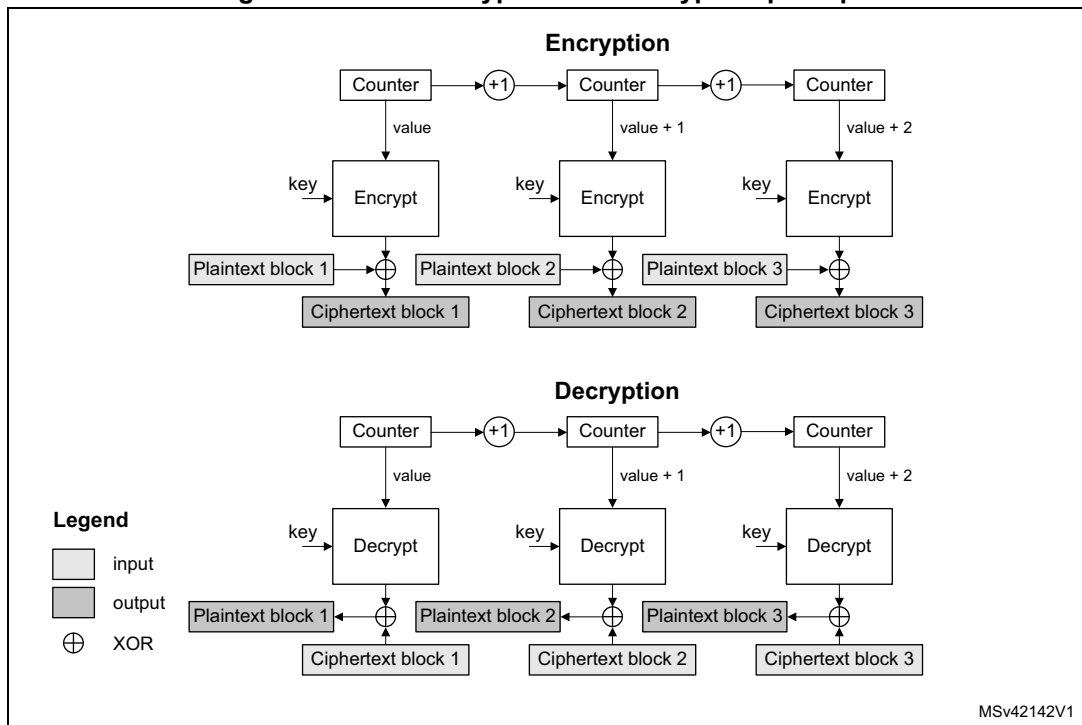 Encryption
Counter +1 Counter +1 Counter
value value + 1 value + 2
key Encrypt key Encrypt key Encrypt
Plaintext block 1 Plaintext block 2 Plaintext block 3
Ciphertext block 1 Ciphertext block 2 Ciphertext block 3
Decryption
Counter +1 Counter +1 Counter
value value + 1 value + 2
key Decrypt key Decrypt key Decrypt
Plaintext block 1 Plaintext block 2 Plaintext block 3
Ciphertext block 1 Ciphertext block 2 Ciphertext block 3
Legend
input
output
XOR
MSv42142V1